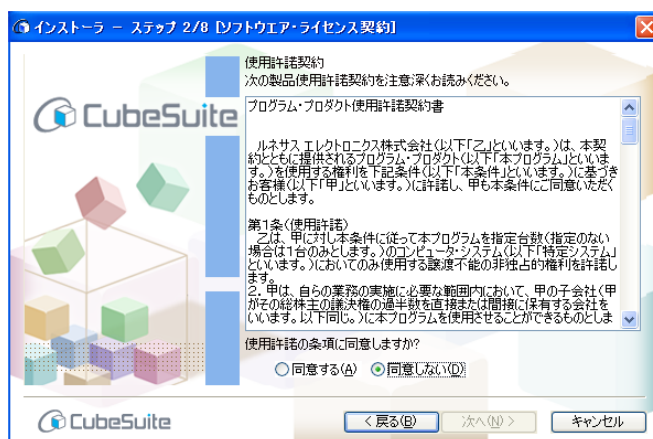 インストーラ － ステップ 2/8 [ソフトウエア・ライセンス契約]
CubeSuite
使用許諾契約
次の製品使用許諾契約を注意深くお読みください。
プログラム・プロダクト使用許諾契約書
ルネサス エレクトロニクス株式会社(以下「乙」といいます。)は、本契
約とともに提供されるプログラム・プロダクト(以下「本プログラム」といいま
す。)を使用する権利を下記条件(以下「本条件」といいます。)に基づき
お客様(以下「甲」といいます。)に許諾し、甲も本条件にご同意いただく
ものとします。
第1条(使用許諾)
乙は、甲に対し本条件に従って本プログラムを指定台数(指定のない
場合は1台のみとします。)のコンピュータ・システム(以下「特定システム」
といいます。)においてのみ使用する譲渡不能の非独占的権利を許諾し
ます。
2. 甲は、自らの業務の実施に必要な範囲内において、甲の子会社(甲
がその総株主の議決権の過半数を直接または間接に保有する会社を
いいます。以下同じ。)に本プログラムを使用させることができるものとしま
使用許諾の条項に同意しますか?
同意する(A) 同意しない(D)
CubeSuite
< 戻る(B) 次へ(N) > キャンセル